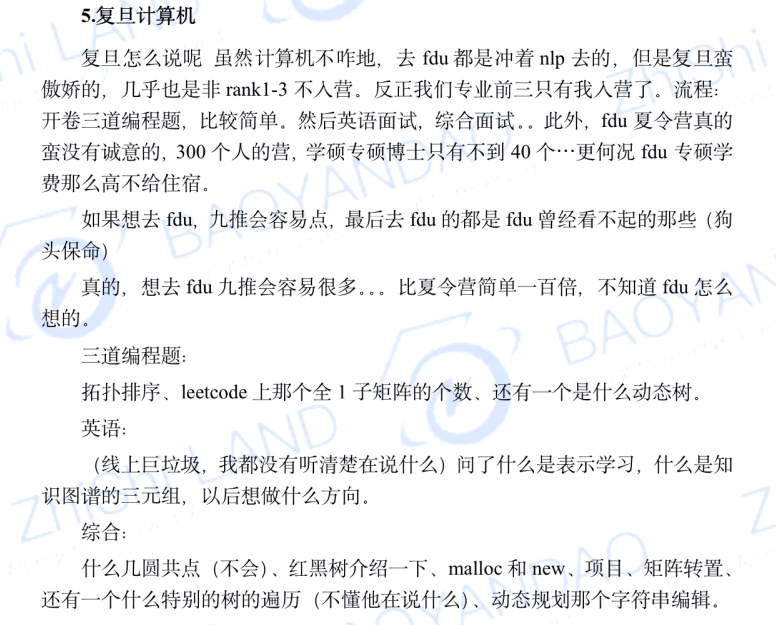 5.复旦计算机
复旦怎么说呢 虽然计算机不咋地，去 fdu 都是冲着 nlp 去的，但是复旦蛮
傲娇的，几乎也是非 rank1-3 不入营。反正我们专业前三只有我入营了。流程：
开卷三道编程题，比较简单。然后英语面试，综合面试。。此外，fdu 夏令营真的
蛮没有诚意的，300 个人的营，学硕专硕博士只有不到 40 个…更何况 fdu 专硕学
费那么高不给住宿。
如果想去 fdu，九推会容易点，最后去 fdu 的都是 fdu 曾经看不起的那些（狗
头保命）
真的，想去 fdu 九推会容易很多。。。比夏令营简单一百倍，不知道 fdu 怎么
想的。
三道编程题：
拓扑排序、leetcode 上那个全 1 子矩阵的个数、还有一个是什么动态树。
英语：
（线上巨垃圾，我都没有听清楚在说什么）问了什么是表示学习，什么是知
识图谱的三元组，以后想做什么方向。
综合：
什么几圆共点（不会）、红黑树介绍一下、malloc 和 new、项目、矩阵转置、
还有一个什么特别的树的遍历（不懂他在说什么）、动态规划那个字符串编辑。
Zhishi LAND
BAOYANDAO